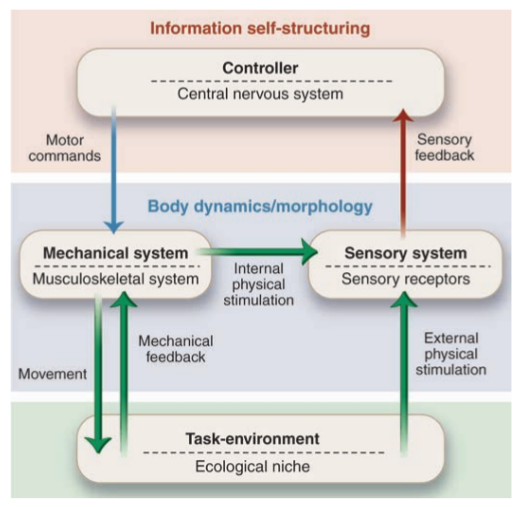 Information self-structuring
Controller
Central nervous system
Motor
commands
Sensory
feedback
Body dynamics/morphology
Mechanical system
Musculoskeletal system
Internal
physical
stimulation
Sensory system
Sensory receptors
Movement
Mechanical
feedback
External
physical
stimulation
Task-environment
Ecological niche